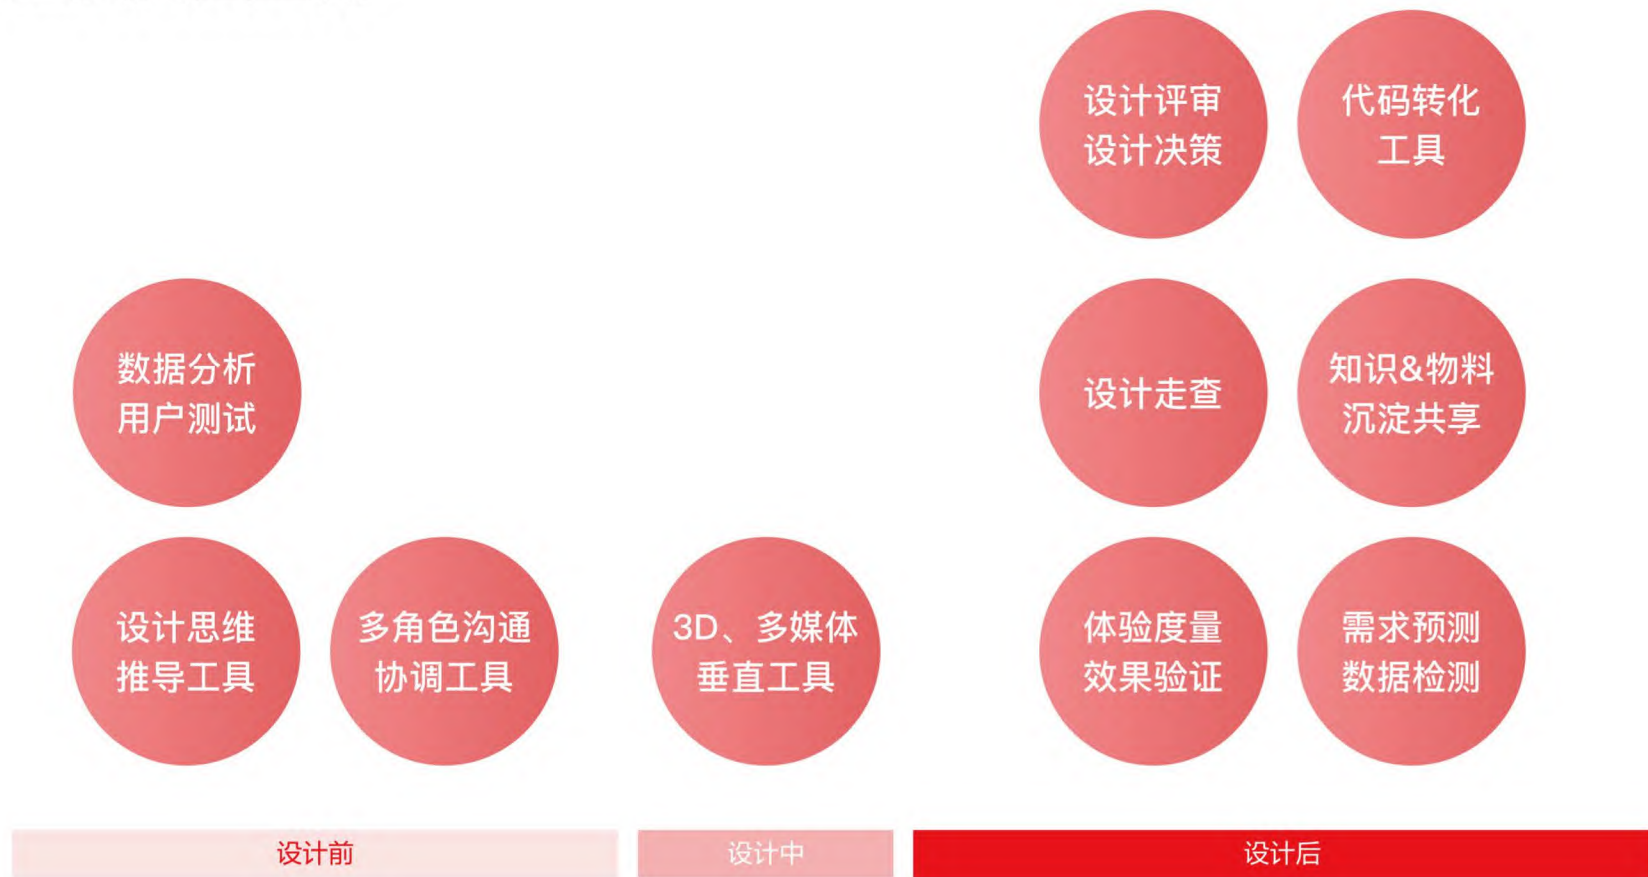 设计评审
设计决策
代码转化
工具
数据分析
用户测试
设计走查
知识&物料
沉淀共享
设计思维
推导工具
多角色沟通
协调工具
3D、多媒体
垂直工具
体验度量
效果验证
需求预测
数据检测
设计前
设计中
设计后